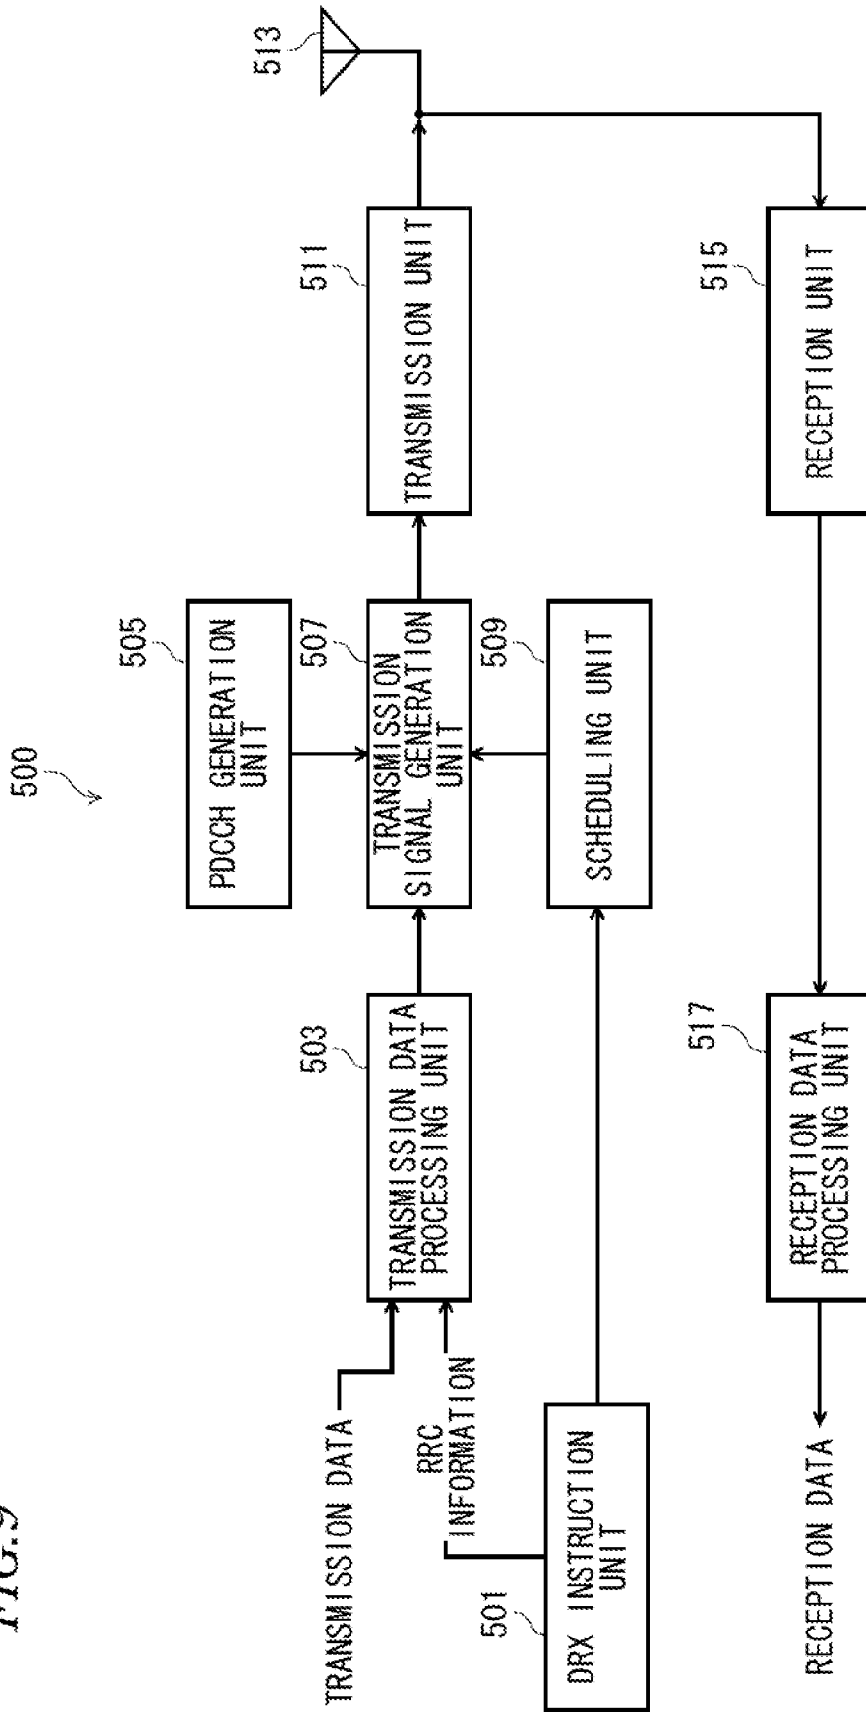 FIG. 9
500
TRANSMISSION DATA
RRC
INFORMATION
501
DRX INSTRUCTION
UNIT
503
TRANSMISSION DATA
PROCESSING UNIT
505
PDCCH GENERATION
UNIT
507
TRANSMISSION
SIGNAL GENERATION
UNIT
509
SCHEDULING UNIT
511
TRANSMISSION UNIT
513
515
RECEPTION UNIT
517
RECEPTION DATA
PROCESSING UNIT
RECEPTION DATA